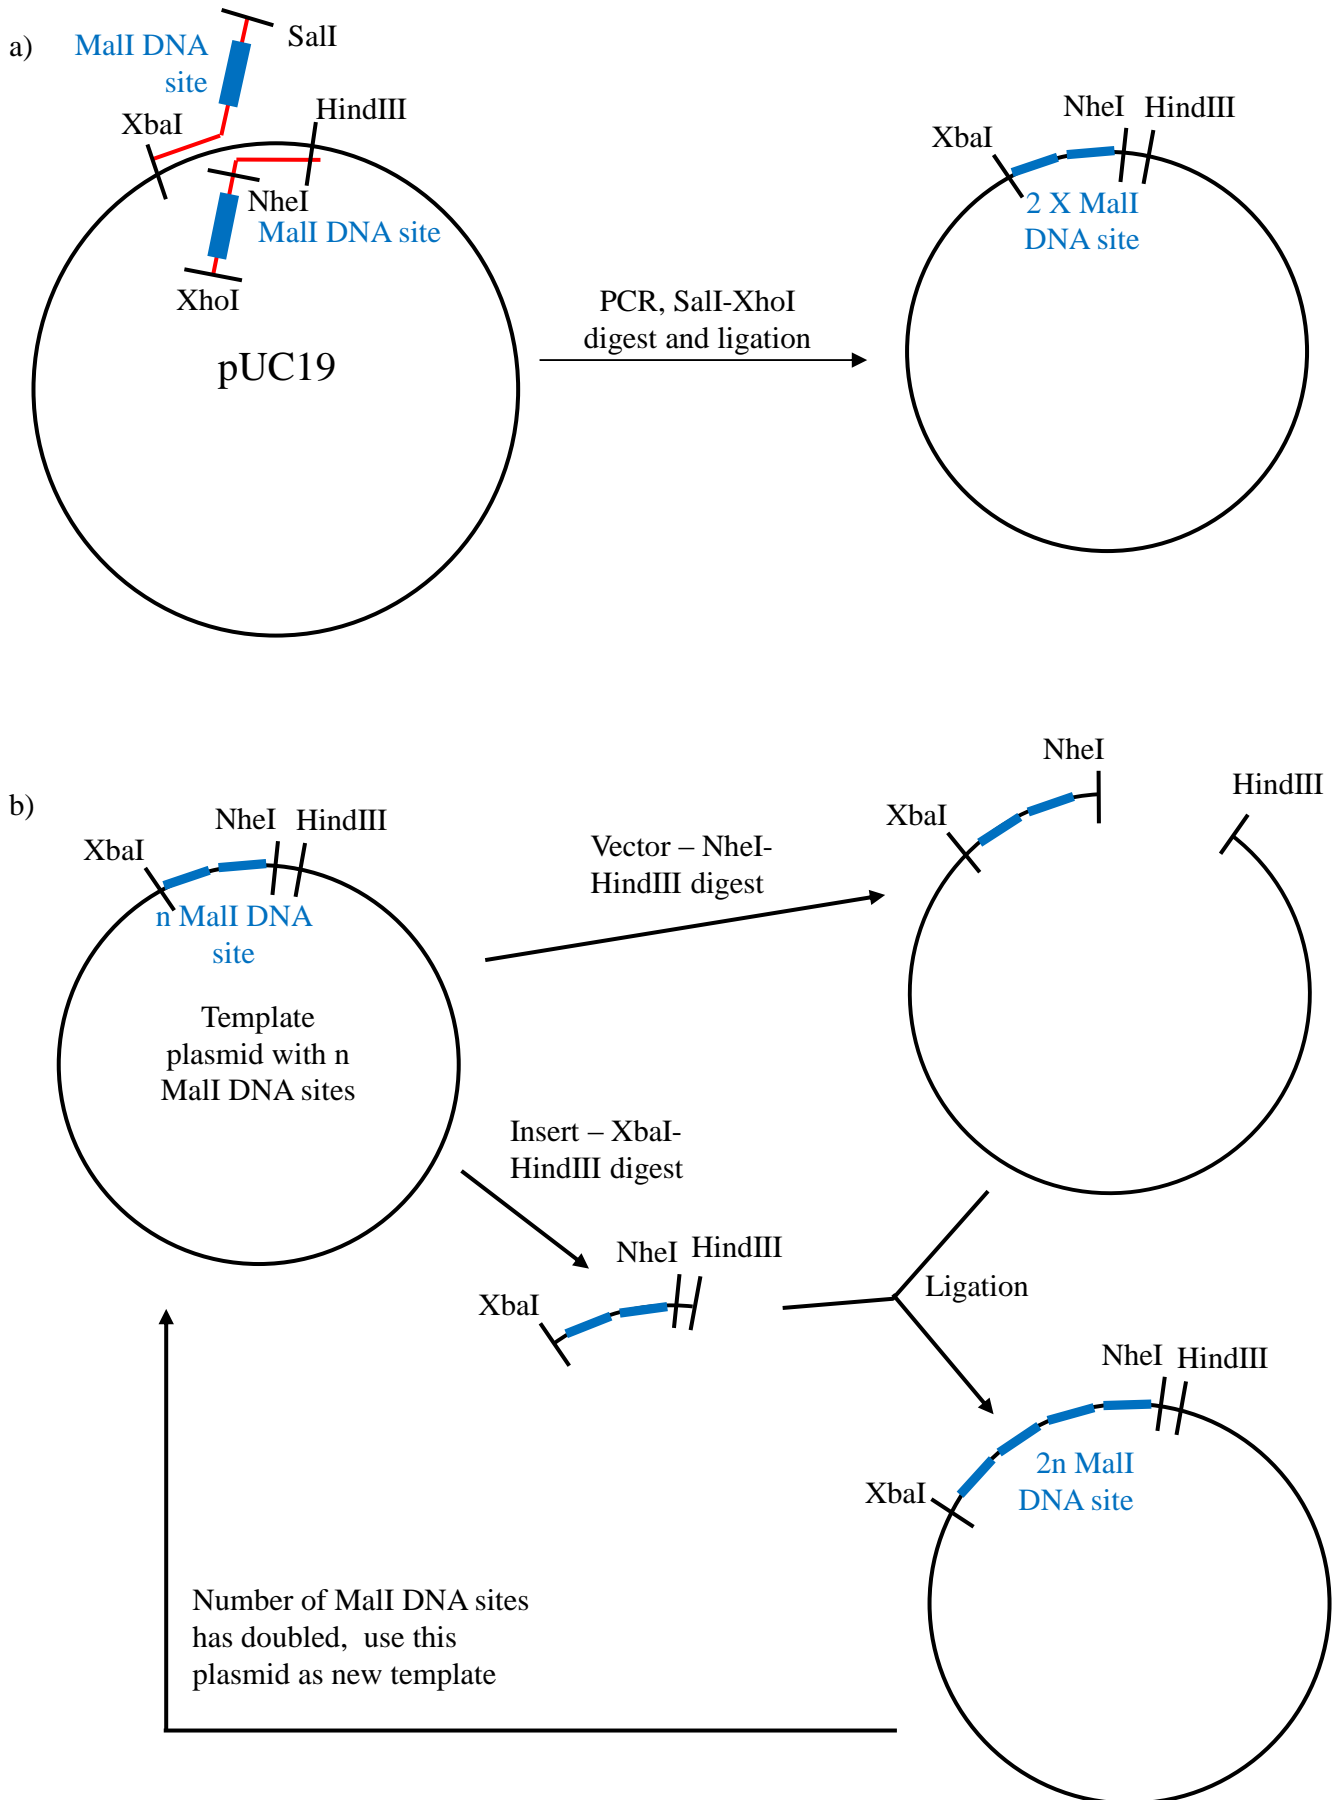 a)
MalI DNA
site
SalI
XbaI
HindIII
NheI
MalI DNA site
XhoI
pUC19
PCR, SalI-XhoI
digest and ligation
XbaI
NheI
HindIII
2 X MalI
DNA site
b)
XbaI
NheI
HindIII
n MalI DNA
site
Template
plasmid with n
MalI DNA sites
Vector – NheI-
HindIII digest
XbaI
NheI
HindIII
Insert – XbaI-
HindIII digest
XbaI
NheI
HindIII
Ligation
XbaI
NheI
HindIII
2n MalI
DNA site
Number of MalI DNA sites
has doubled, use this
plasmid as new template